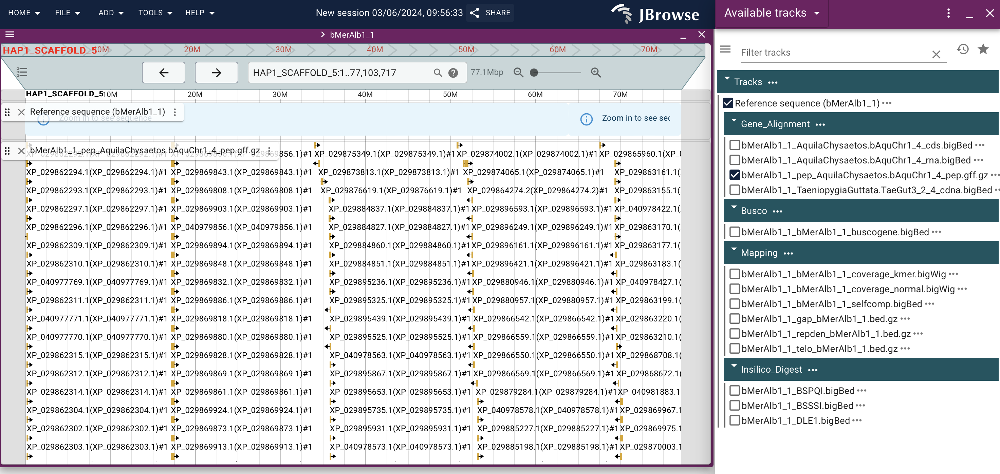 HOME FILE ADD TOOLS HELP New session 03/06/2024, 09:56:33 SHARE JBrowse
bMerAlb1_1
HAP1_SCAFFOLD_5 10M 20M 30M 40M 50M 60M 70M
HAP1_SCAFFOLD_5:1..77,103,717 77.1Mbp
HAP1_SCAFFOLD_5 10M 20M 30M 40M 50M 60M 70M
Reference sequence (bMerAlb1_1)
Zoom in to see sequence Zoom in to see sec
bMerAlb1_1_pep_AquilaChysaetos.bAquChr1_4_pep.gff.gz
856.1)#1 XP_029875349.1(XP_029875349.1)#1 XP_029874002.1(XP_029874002.1)#1 XP_029865960.1(XP_
XP_029862294.1(XP_029862294.1)#1 XP_029869843.1(XP_029869843.1)#1 XP_029873813.1(XP_029873813.1)#1 XP_029874065.1(XP_029874065.1)#1 XP_029863161.1(
XP_029862293.1(XP_029862293.1)#1 XP_029869808.1(XP_029869808.1)#1 XP_029876619.1(XP_029876619.1)#1 XP_029864274.2(XP_029864274.2)#1 XP_029863155.1(
XP_029862297.1(XP_029862297.1)#1 XP_029869903.1(XP_029869903.1)#1 XP_029884837.1(XP_029884837.1)#1 XP_029896593.1(XP_029896593.1)#1 XP_040978422.1(
XP_029862296.1(XP_029862296.1)#1 XP_040979856.1(XP_040979856.1)#1 XP_029884827.1(XP_029884827.1)#1 XP_029896249.1(XP_029896249.1)#1 XP_029863170.1(
XP_029862309.1(XP_029862309.1)#1 XP_029869894.1(XP_029869894.1)#1 XP_029884860.1(XP_029884860.1)#1 XP_029896161.1(XP_029896161.1)#1 XP_029863177.1(
XP_029862310.1(XP_029862310.1)#1 XP_029869848.1(XP_029869848.1)#1 XP_029884851.1(XP_029884851.1)#1 XP_029896421.1(XP_029896421.1)#1 XP_029863183.1(
XP_040977769.1(XP_040977769.1)#1 XP_029869832.1(XP_029869832.1)#1 XP_029895236.1(XP_029895236.1)#1 XP_029880946.1(XP_029880946.1)#1 XP_040978427.1(
XP_029862311.1(XP_029862311.1)#1 XP_029869886.1(XP_029869886.1)#1 XP_029895325.1(XP_029895325.1)#1 XP_029880957.1(XP_029880957.1)#1 XP_029863199.1(
XP_040977771.1(XP_040977771.1)#1 XP_029869818.1(XP_029869818.1)#1 XP_029895439.1(XP_029895439.1)#1 XP_029866542.1(XP_029866542.1)#1 XP_029863220.1(
XP_040977770.1(XP_040977770.1)#1 XP_029869880.1(XP_029869880.1)#1 XP_029895525.1(XP_029895525.1)#1 XP_029866559.1(XP_029866559.1)#1 XP_029863210.1(
XP_029862315.1(XP_029862315.1)#1 XP_029869828.1(XP_029869828.1)#1 XP_040978563.1(XP_040978563.1)#1 XP_029866550.1(XP_029866550.1)#1 XP_029868708.1(
XP_029862312.1(XP_029862312.1)#1 XP_029869869.1(XP_029869869.1)#1 XP_029895867.1(XP_029895867.1)#1 XP_029866569.1(XP_029866569.1)#1 XP_029868672.1(
XP_029862314.1(XP_029862314.1)#1 XP_029869861.1(XP_029869861.1)#1 XP_029895653.1(XP_029895653.1)#1 XP_029879284.1(XP_029879284.1)#1 XP_040981883.1
XP_029862304.1(XP_029862304.1)#1 XP_029869924.1(XP_029869924.1)#1 XP_029895735.1(XP_029895735.1)#1 XP_040978578.1(XP_040978578.1)#1 XP_029869967.1
XP_029862302.1(XP_029862302.1)#1 XP_029869873.1(XP_029869873.1)#1 XP_029895931.1(XP_029895931.1)#1 XP_029885227.1(XP_029885227.1)#1 XP_029869975.1
XP_029862303.1(XP_029862303.1)#1 XP_029869913.1(XP_029869913.1)#1 XP_040978573.1(XP_040978573.1)#1 XP_029885198.1(XP_029885198.1)#1 XP_029870003.1
Available tracks
Filter tracks
Tracks
Reference sequence (bMerAlb1_1)
Gene_Alignment
bMerAlb1_1_AquilaChysaetos.bAquChr1_4_cds.bigBed
bMerAlb1_1_AquilaChysaetos.bAquChr1_4_rna.bigBed
bMerAlb1_1_pep_AquilaChysaetos.bAquChr1_4_pep.gff.gz
bMerAlb1_1_TaeniopygiaGuttata.TaeGut3_2_4_cdna.bigBed
Busco
bMerAlb1_1_bMerAlb1_1_buscogene.bigBed
Mapping
bMerAlb1_1_bMerAlb1_1_coverage_kmer.bigWig
bMerAlb1_1_bMerAlb1_1_coverage_normal.bigWig
bMerAlb1_1_bMerAlb1_1_selfcomp.bigBed
bMerAlb1_1_gap_bMerAlb1_1.bed.gz
bMerAlb1_1_repden_bMerAlb1_1.bed.gz
bMerAlb1_1_telo_bMerAlb1_1.bed.gz
Insilico_Digest
bMerAlb1_1_BSPQI.bigBed
bMerAlb1_1_BSSSI.bigBed
bMerAlb1_1_DLE1.bigBed